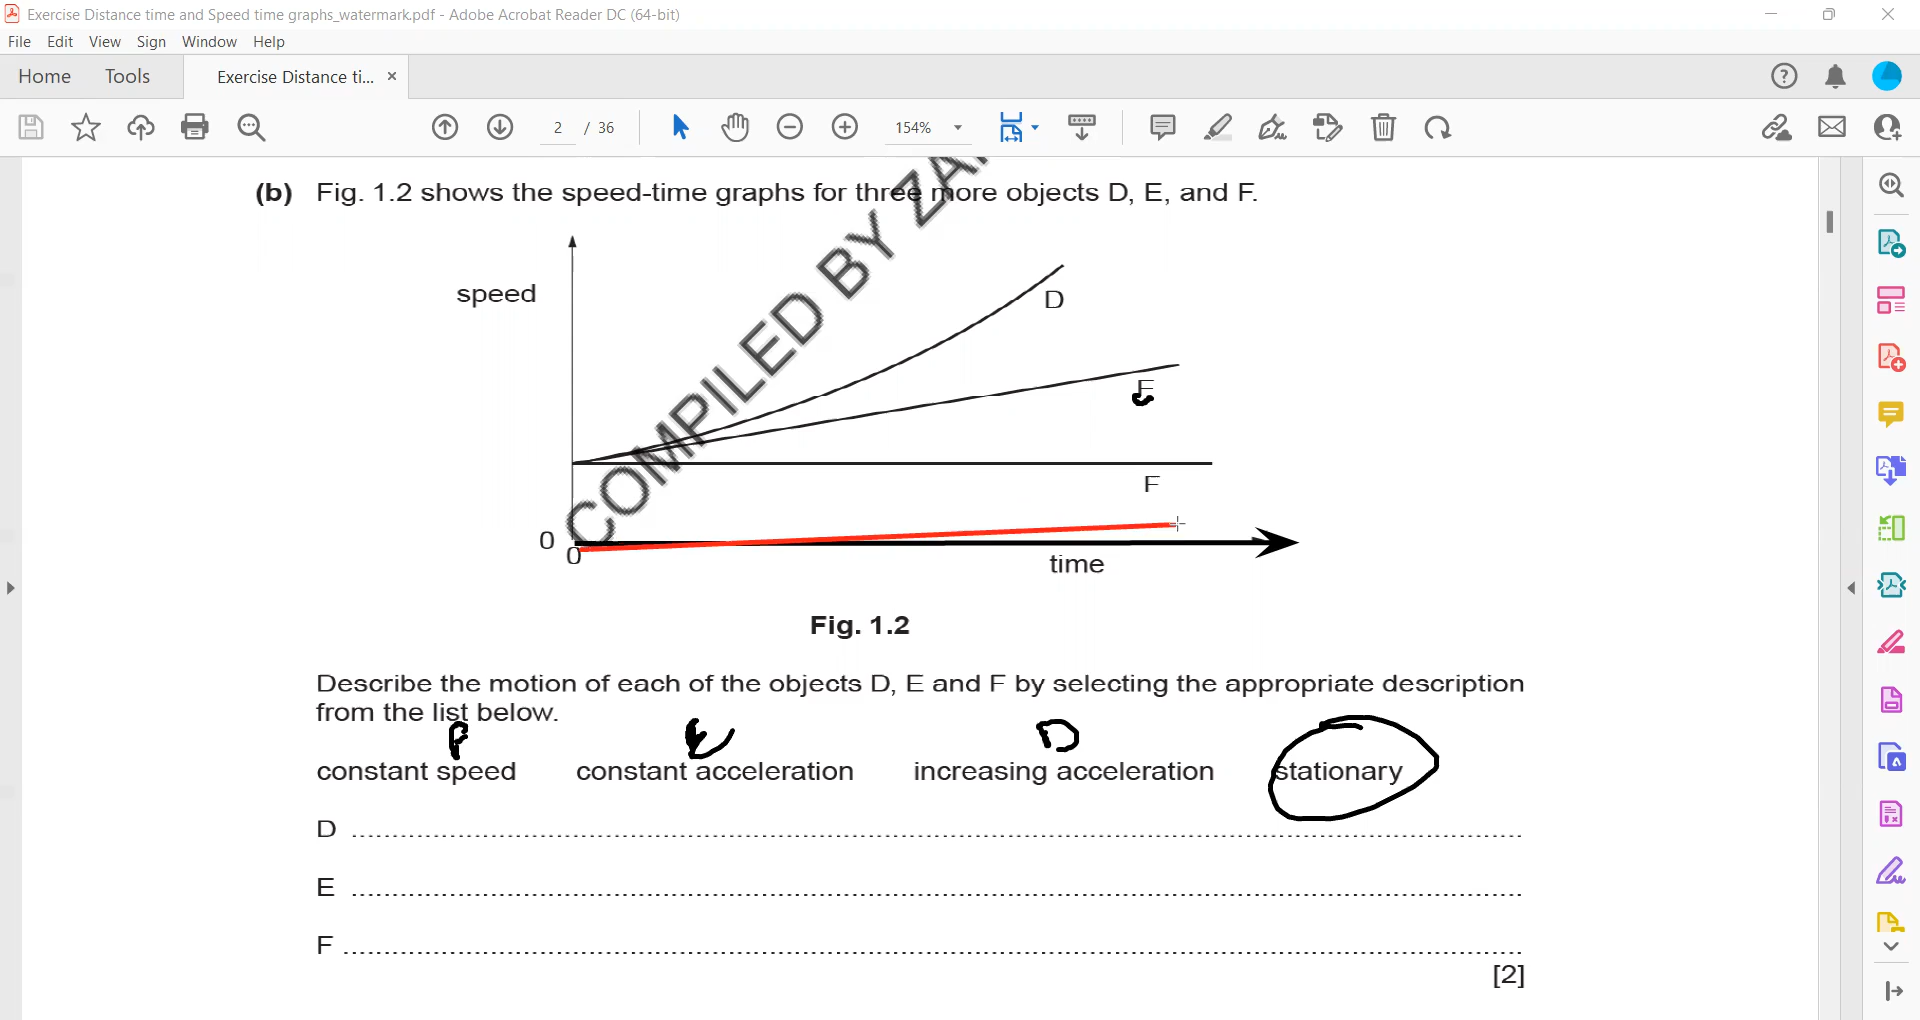 Exercise Distance time and Speed time graphs_watermark.pdf - Adobe Acrobat Reader DC (64-bit)
File Edit View Sign Window Help
Home Tools Exercise Distance ti... ×
2 / 36 154%
(b) Fig. 1.2 shows the speed-time graphs for three more objects D, E, and F.
COMPILED BY
speed
D
E
F
0
0
time
Fig. 1.2
Describe the motion of each of the objects D, E and F by selecting the appropriate description
from the list below.
F E D
constant speed constant acceleration increasing acceleration stationary
D ........................................................................
E ........................................................................
F ........................................................................
[2]